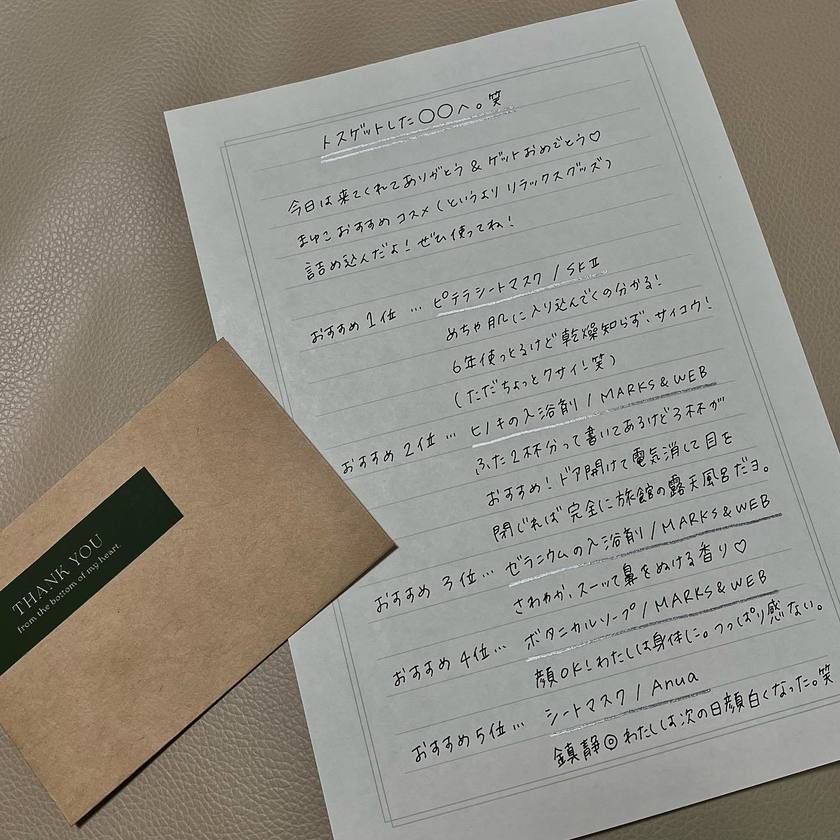 トスゲットした〇〇へ。笑
今日は来てくれてありがとう & ゲットおめでとう♡
まゆこおすすめコスメ(というよりリラックスグッズ)
詰め込んだよ!ぜひ使ってね!
おすすめ1位 … ピテラシートマスク / SKⅡ
めちゃ肌に入り込んでくの分かる!
6年使っとるけど乾燥知らず、サイコウ!
(ただちょっとクサイ!笑)
おすすめ2位 … ヒノキの入浴剤 / MARKS&WEB
ふた2杯分って書いてあるけど3杯が
おすすめ!ドア開けて電気消して目を
閉じれば完全に旅館の露天風呂だヨ。
おすすめ3位… ゼラニウムの入浴剤 / MARKS&WEB
さわやか、スーッて鼻をぬける香り♡
おすすめ4位… ボタニカルソープ / MARKS&WEB
顔OK!わたしは身体に。つっぱり感ない。
おすすめ5位… シートマスク / Anua
鎮静◎わたしは次の日顔白くなった。笑
THANK YOU
from the bottom of my heart.